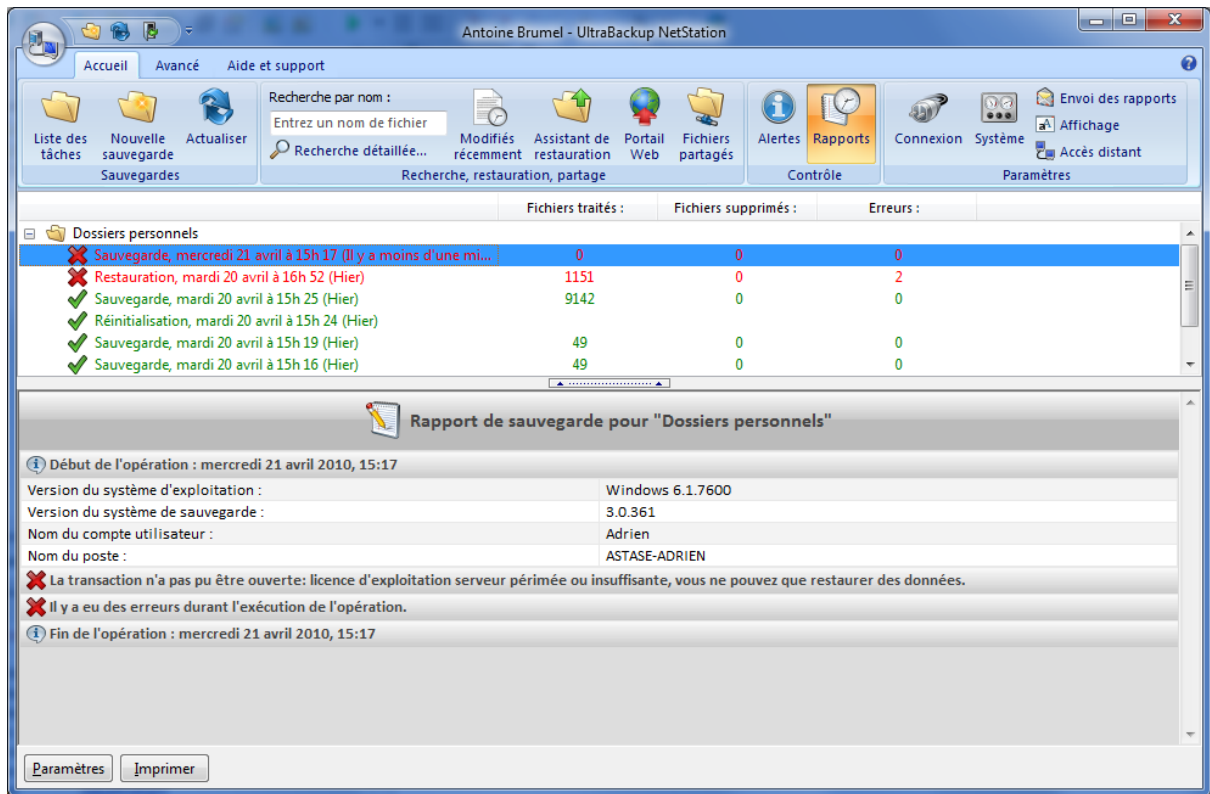 Antoine Brumel - UltraBackup NetStation
Accueil Avancé Aide et support
Liste des tâches
Nouvelle sauvegarde
Actualiser
Sauvegardes
Recherche par nom :
Entrez un nom de fichier
Recherche détaillée...
Modifiés récemment
Assistant de restauration
Portail Web
Fichiers partagés
Recherche, restauration, partage
Alertes
Rapports
Contrôle
Connexion
Système
Envoi des rapports
Affichage
Accès distant
Paramètres
Fichiers traités : Fichiers supprimés : Erreurs :
Dossiers personnels
Sauvegarde, mercredi 21 avril à 15h 17 (Il y a moins d'une mi... 0 0 0
Restauration, mardi 20 avril à 16h 52 (Hier) 1151 0 2
Sauvegarde, mardi 20 avril à 15h 25 (Hier) 9142 0 0
Réinitialisation, mardi 20 avril à 15h 24 (Hier)
Sauvegarde, mardi 20 avril à 15h 19 (Hier) 49 0 0
Sauvegarde, mardi 20 avril à 15h 16 (Hier) 49 0 0
Rapport de sauvegarde pour "Dossiers personnels"
Début de l'opération : mercredi 21 avril 2010, 15:17
Version du système d'exploitation : Windows 6.1.7600
Version du système de sauvegarde : 3.0.361
Nom du compte utilisateur : Adrien
Nom du poste : ASTASE-ADRIEN
La transaction n'a pas pu être ouverte: licence d'exploitation serveur périmée ou insuffisante, vous ne pouvez que restaurer des données.
Il y a eu des erreurs durant l'exécution de l'opération.
Fin de l'opération : mercredi 21 avril 2010, 15:17
Paramètres Imprimer